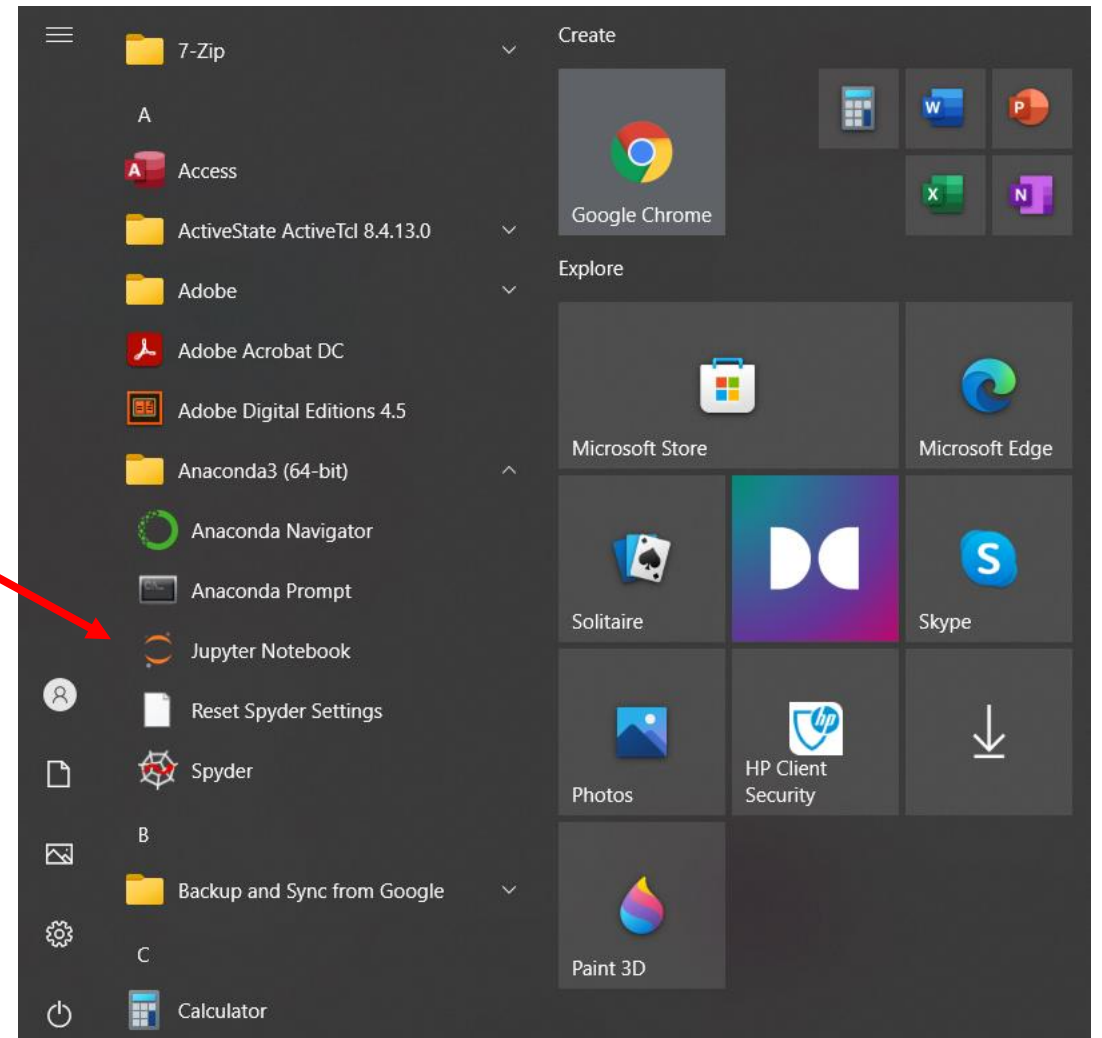 7-Zip
A
Access
ActiveState ActiveTcl 8.4.13.0
Adobe
Adobe Acrobat DC
Adobe Digital Editions 4.5
Anaconda3 (64-bit)
Anaconda Navigator
Anaconda Prompt
Jupyter Notebook
Reset Spyder Settings
Spyder
B
Backup and Sync from Google
C
Calculator
Create
Google Chrome
Explore
Microsoft Store
Microsoft Edge
Solitaire
Skype
Photos
HP Client
Security
Paint 3D